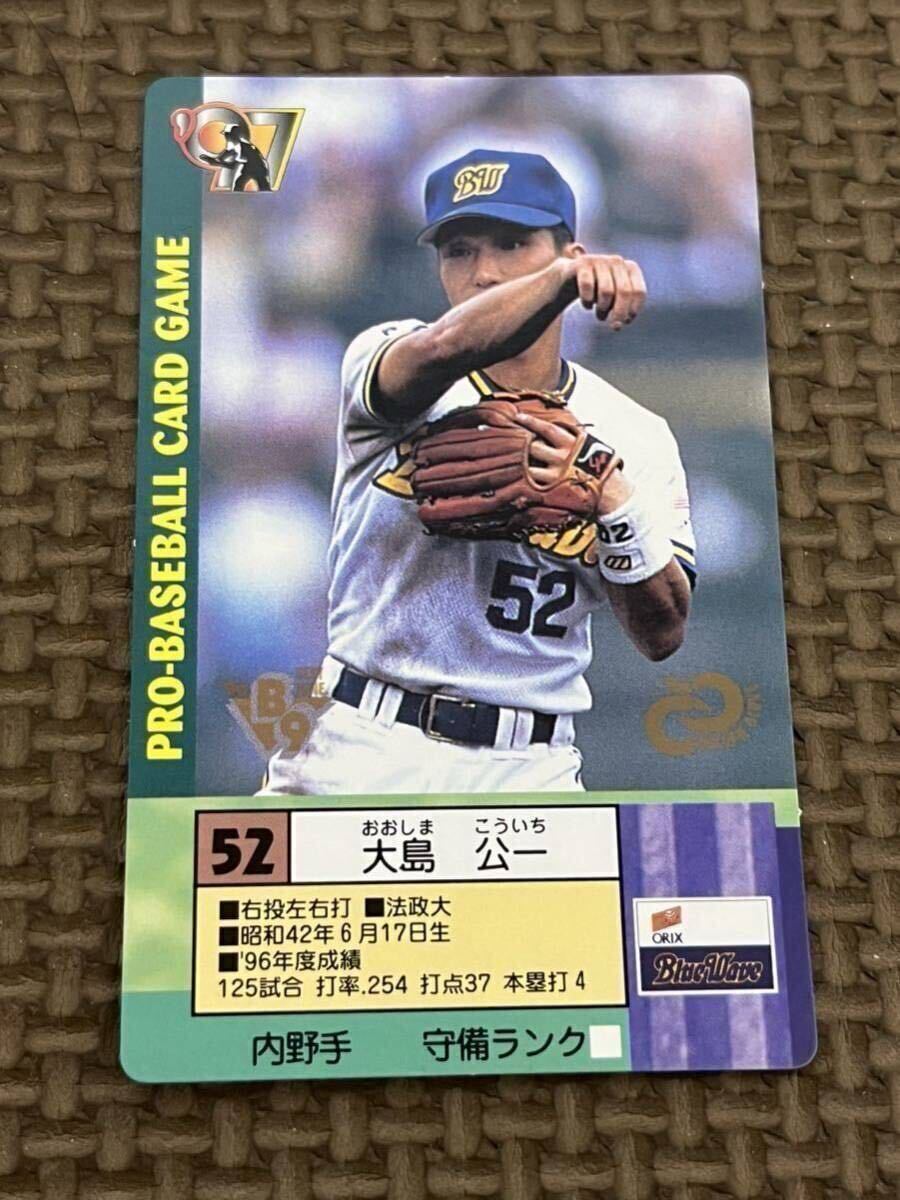 '97
PRO-BASEBALL CARD GAME
BW
52
52
B
9
52
おおしま こういち
大島 公一
■右投左右打 ■法政大
■昭和42年6月17日生
■'96年度成績
125試合 打率.254 打点37 本塁打4
ORIX
BlueWave
内野手 守備ランク